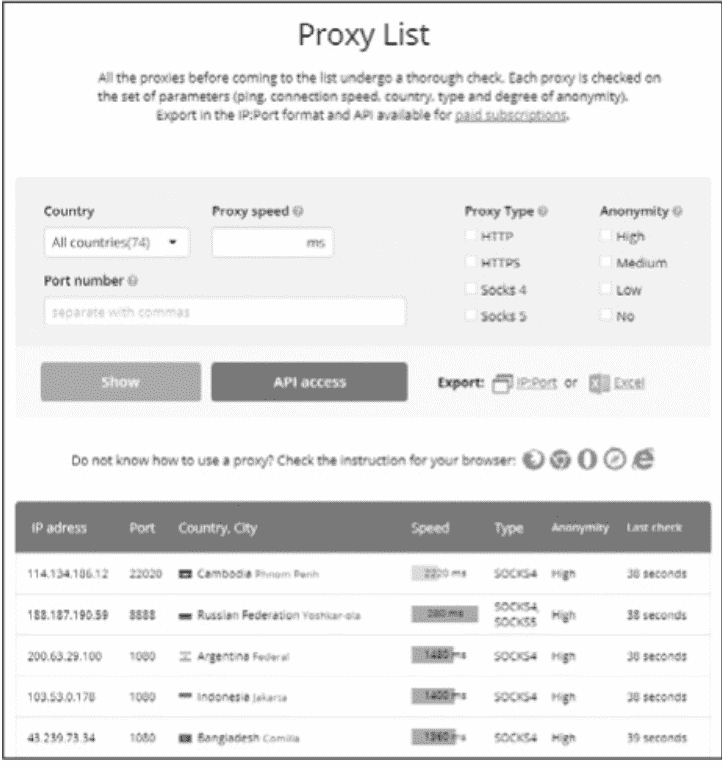 Proxy List
All the proxies before coming to the list undergo a thorough check. Each proxy is checked on
the set of parameters (ping, connection speed, country, type and degree of anonymity).
Export in the IP:Port format and API available for paid subscriptions.
Country Proxy speed Proxy Type Anonymity
All countries(74) ms HTTP High
HTTPS Medium
Port number
separate with commas Socks 4 Low
Socks 5 No
Show API access Export: IP:Port or Excel
Do not know how to use a proxy? Check the instruction for your browser:
IP adress Port Country, City Speed Type Anonymity Last check
114.134.186.12 22020 Cambodia Phnom Penh 2220 ms SOCKS4 High 38 seconds
188.187.190.59 8888 Russian Federation Yoshkar-ola 280 ms SOCKS4, SOCKS5 High 38 seconds
200.63.29.100 1080 Argentina Federal 1480 ms SOCKS4 High 38 seconds
103.53.0.178 1080 Indonesia Jakarta 1400 ms SOCKS4 High 38 seconds
43.239.73.34 1080 Bangladesh Comilla ms SOCKS4 High 39 seconds